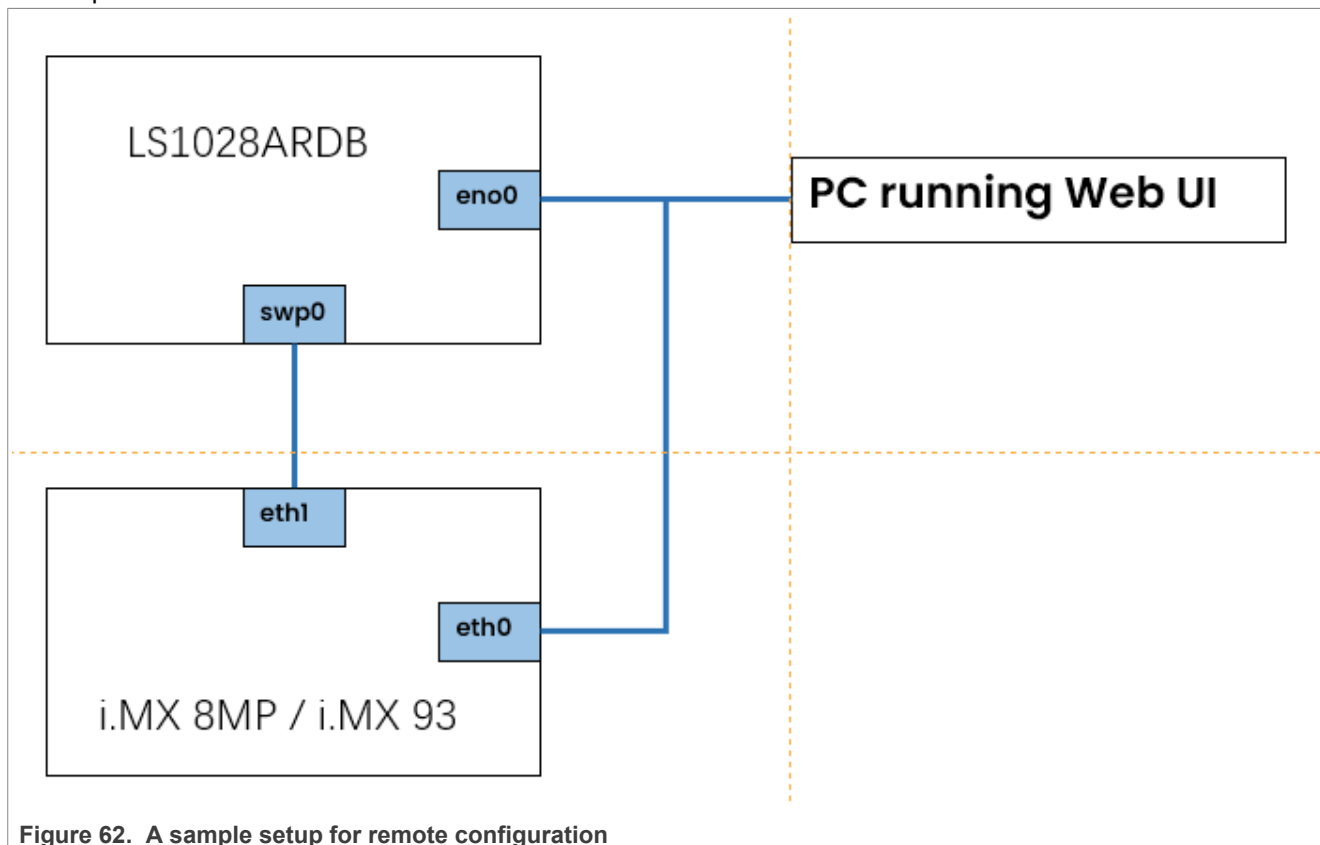 LS1028ARDB
eno0
PC running Web UI
swp0
eth1
eth0
i.MX 8MP / i.MX 93
Figure 62. A sample setup for remote configuration